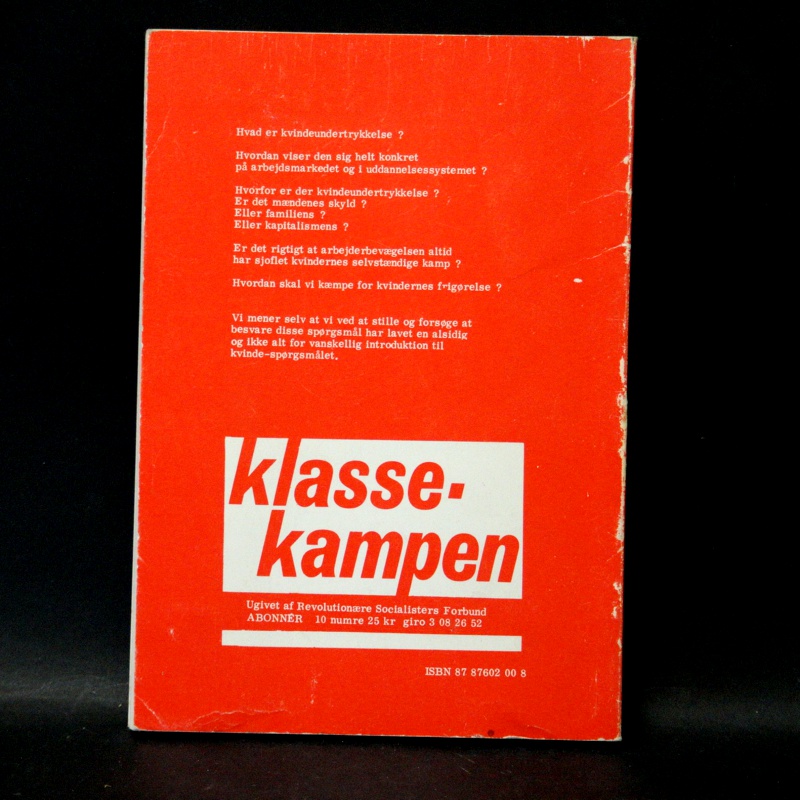 Hvad er kvindeundertrykkelse ?
Hvordan viser den sig helt konkret
på arbejdsmarkedet og i uddannelsessystemet ?
Hvorfor er der kvindeundertrykkelse ?
Er det mændenes skyld ?
Eller familiens ?
Eller kapitalismens ?
Er det rigtigt at arbejderbevægelsen altid
har sjoflet kvindernes selvstændige kamp ?
Hvordan skal vi kæmpe for kvindernes frigørelse ?
Vi mener selv at vi ved at stille og forsøge at
besvare disse spørgsmål har lavet en alsidig
og ikke alt for vanskellig introduktion til
kvinde-spørgsmålet.
klasse-
kampen
Ugivet af Revolutionære Socialisters Forbund
ABONNÉR 10 numre 25 kr giro 3 08 26 52
ISBN 87 87602 00 8